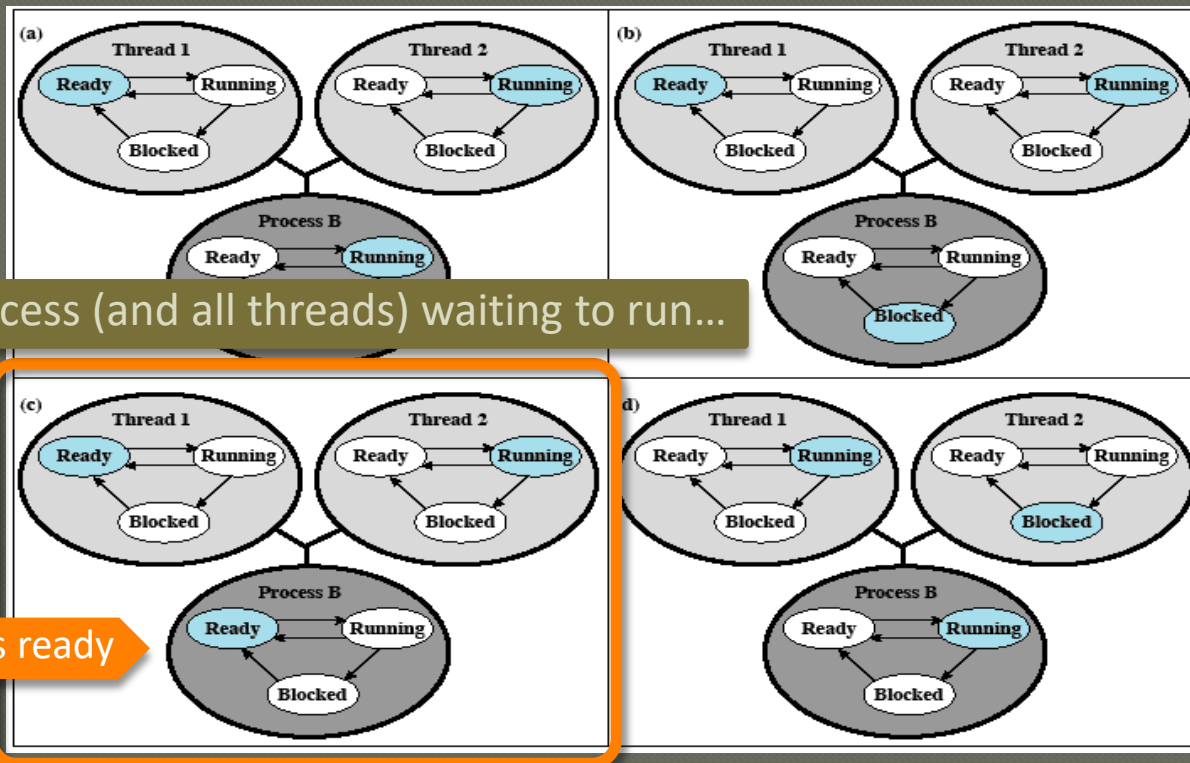 (a)
Thread 1
Thread 2
Ready
Running
Ready
Running
Blocked
Blocked
Process B
Ready
Running
(b)
Thread 1
Thread 2
Ready
Running
Ready
Running
Blocked
Blocked
Process B
Ready
Running
Blocked
cess (and all threads) waiting to run…
(c)
Thread 1
Thread 2
Ready
Running
Ready
Running
Blocked
Blocked
Process B
Ready
Running
Blocked
s ready
d)
Thread 1
Thread 2
Ready
Running
Ready
Running
Blocked
Blocked
Process B
Ready
Running
Blocked